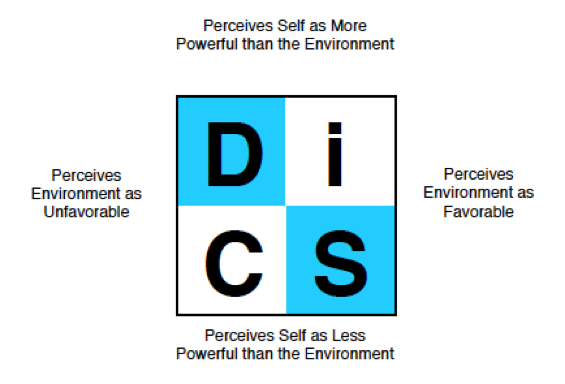 Perceives Self as More
Powerful than the Environment
D i
Perceives
Environment as
Unfavorable
Perceives
Environment as
Favorable
C S
Perceives Self as Less
Powerful than the Environment